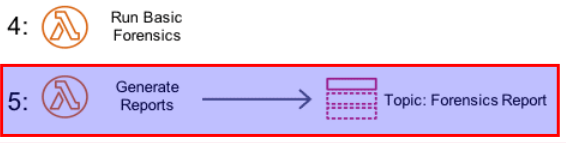 4:
Run Basic
Forensics
5:
Generate
Reports
Topic: Forensics Report